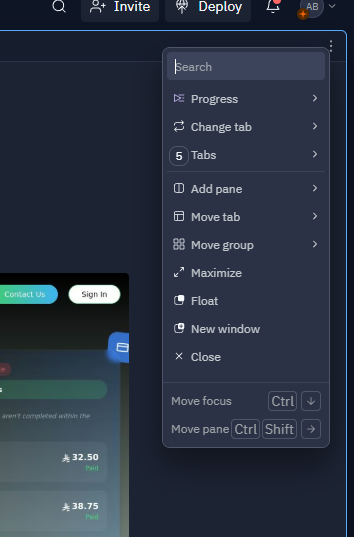 Invite
Deploy
AB
Search
Progress
Change tab
5 Tabs
Add pane
Move tab
Move group
Maximize
Float
New window
Close
Move focus Ctrl ↓
Move pane Ctrl Shift →
Contact Us
Sign In
s
aren't completed within the
32.50
Paid
38.75
Paid